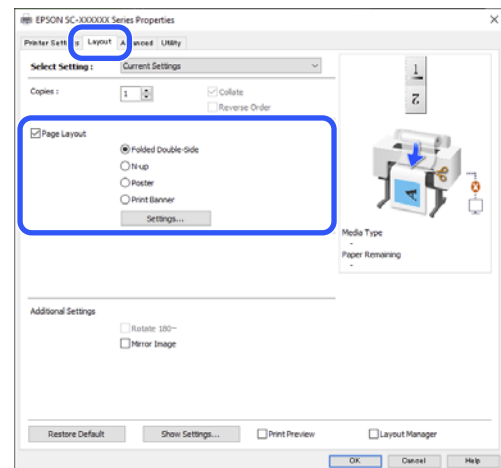 EPSON SC-XXXXXX Series Properties
Printer Settings Layout Advanced Utility
Select Setting : Current Settings
Copies : 1 Collate
Reverse Order
Page Layout
Folded Double-Side
N-up
Poster
Print Banner
Settings...
1
2
Media Type
-
Paper Remaining
-
Additional Settings
Rotate 180°
Mirror Image
Restore Default Show Settings... Print Preview Layout Manager
OK Cancel Help